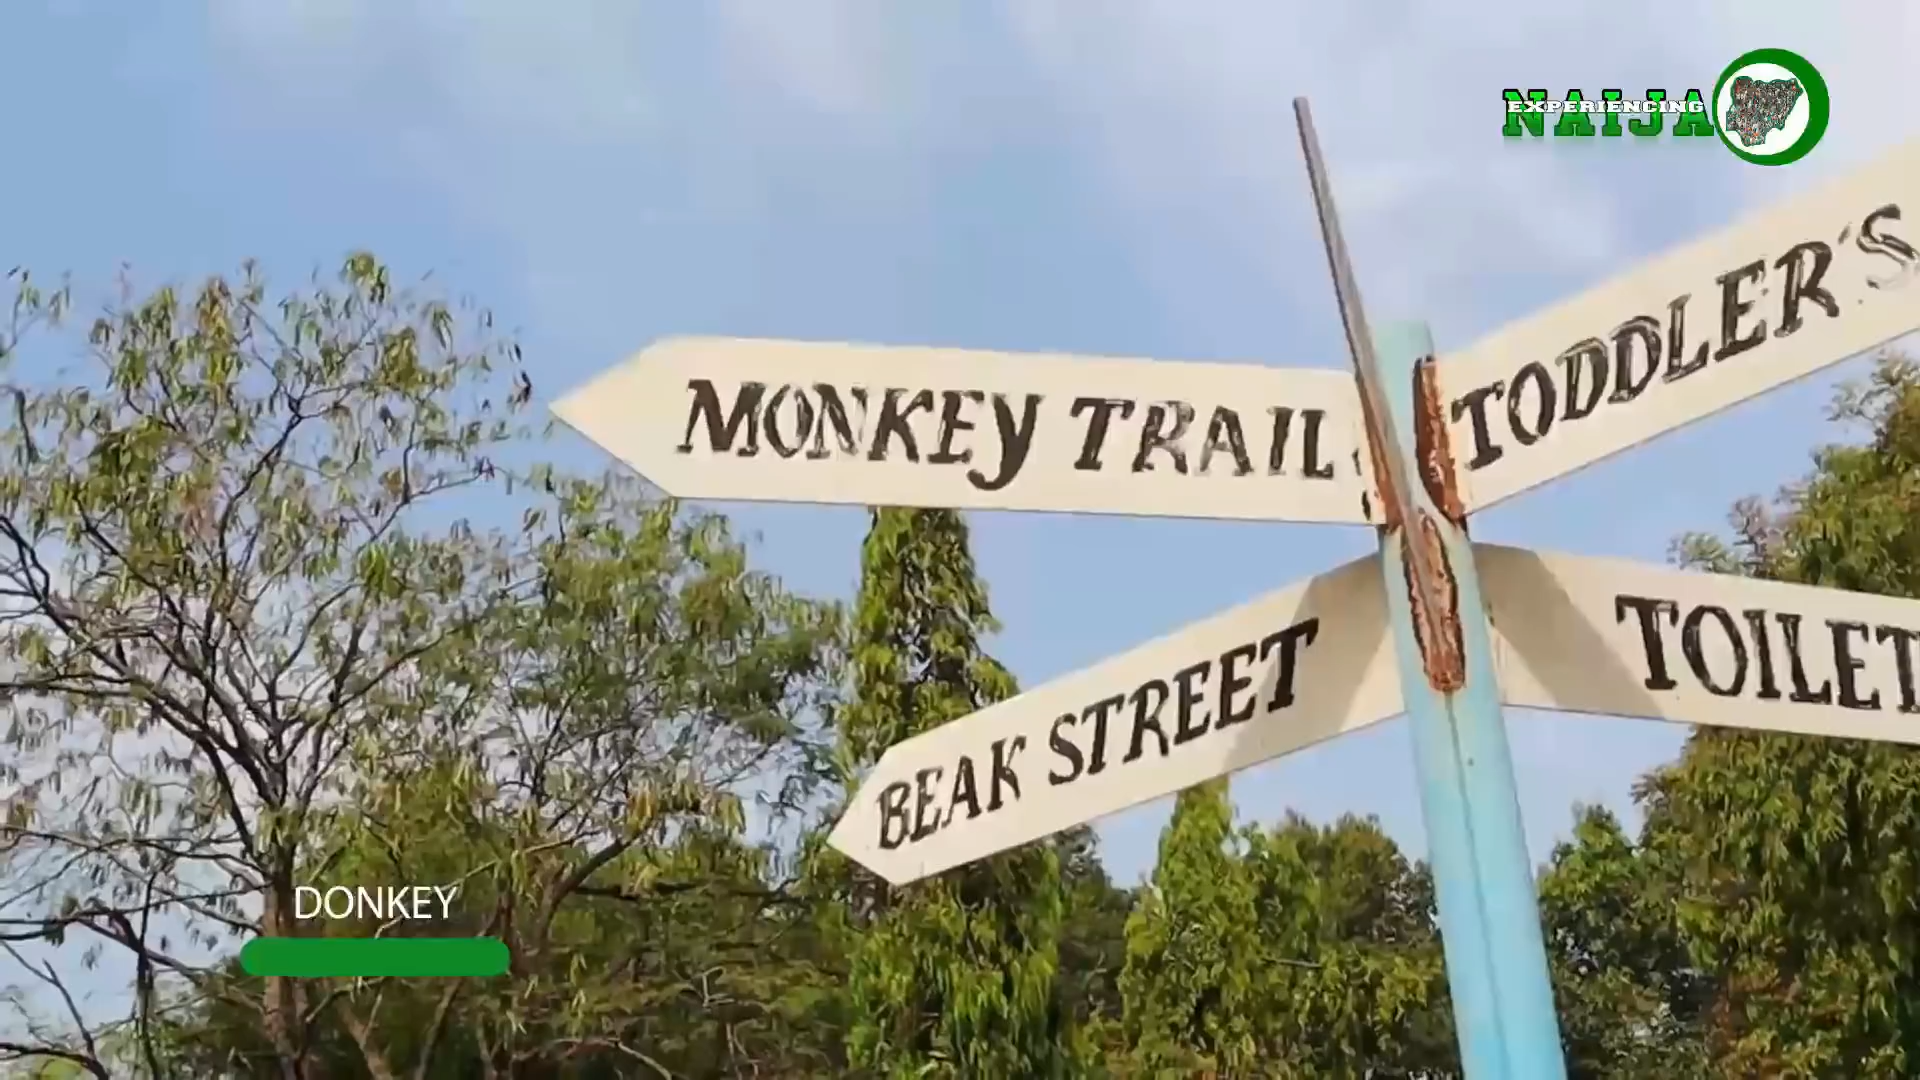 EXPERIENCING
NAIJA
MONKEY TRAIL
TODDLER'S
BEAK STREET
TOILET
DONKEY